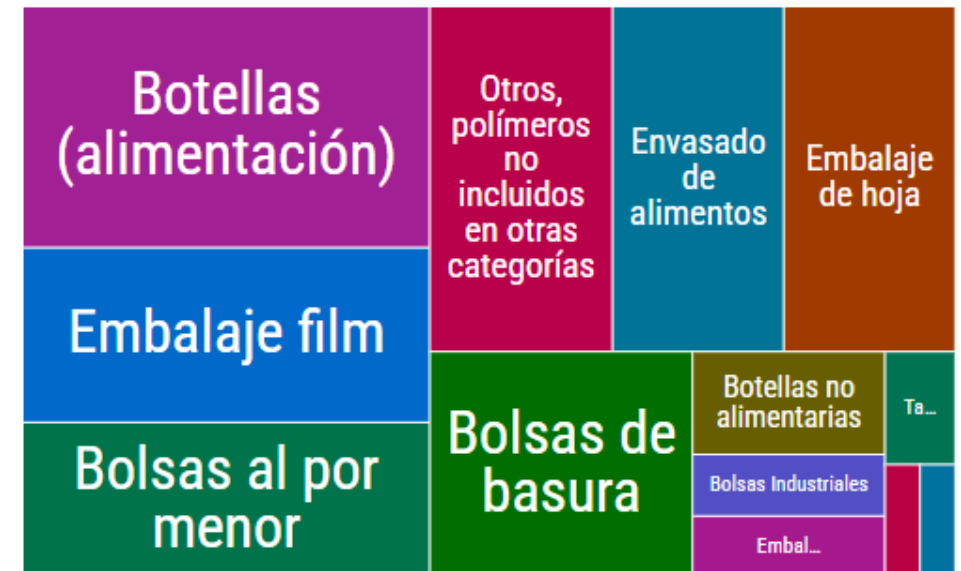 Botellas
(alimentación)
Embalaje film
Bolsas al por
menor
Otros,
polímeros
no
incluidos
en otras
categorías
Envasado
de
alimentos
Embalaje
de hoja
Bolsas de
basura
Botellas no
alimentarias
Bolsas Industriales
Embal...
Ta...